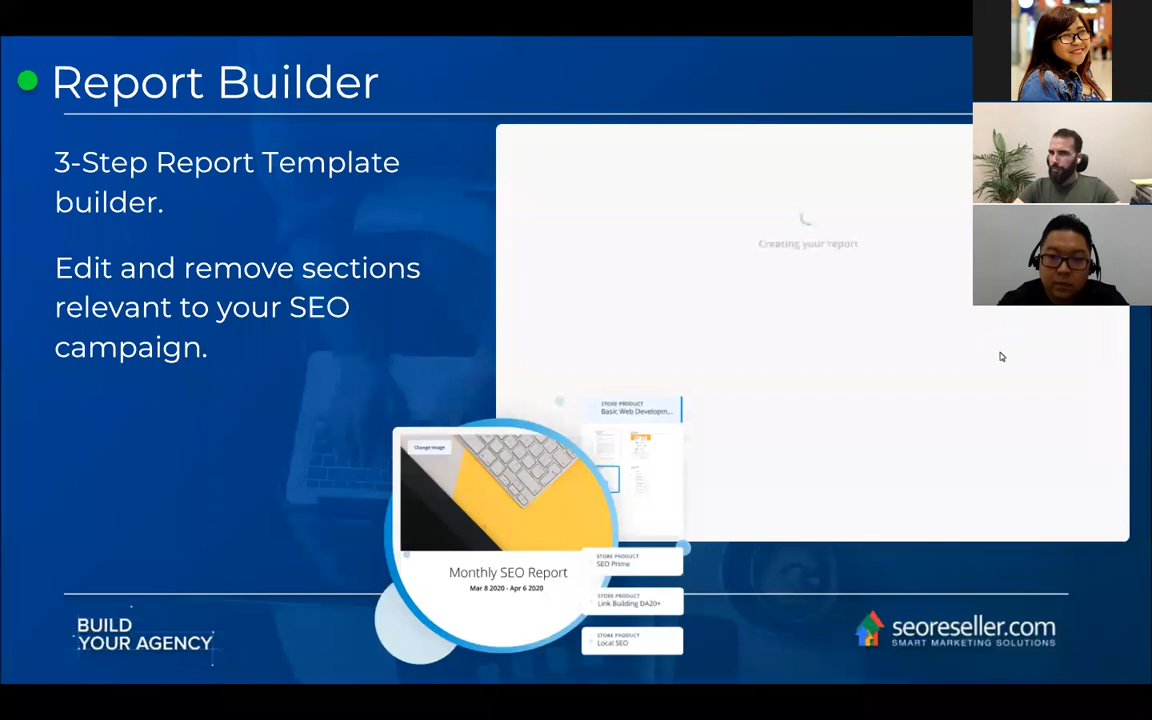 Report Builder
3-Step Report Template
builder.
Edit and remove sections
relevant to your SEO
campaign.
Creating your report
STORE PRODUCT
Basic Web Developm...
Change Image
Monthly SEO Report
Mar 8 2020 - Apr 6 2020
STORE PRODUCT
SEO Prime
STORE PRODUCT
Link Building DA20+
STORE PRODUCT
Local SEO
BUILD
YOUR AGENCY
seoreseller.com
SMART MARKETING SOLUTIONS